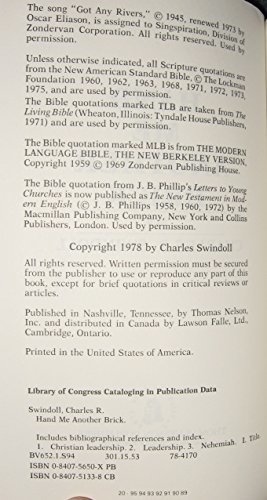 The song "Got Any Rivers," © 1945, renewed 1973 by
Oscar Eliason, is assigned to Singspiration, Division of
Zondervan Corporation. All rights reserved. Used by
permission.
Unless otherwise indicated, all Scripture quotations are
from the New American Standard Bible, © The Lockman
Foundation 1960, 1962, 1963, 1968, 1971, 1972, 1973,
1975, and are used by permission.
The Bible quotations marked TLB are taken from The
Living Bible (Wheaton, Illinois: Tyndale House Publishers,
1971) and are used by permission.
The Bible quotation marked MLB is from THE MODERN
LANGUAGE BIBLE, THE NEW BERKELEY VERSION,
Copyright 1959 © 1969 Zondervan Publishing House.
The Bible quotation from J. B. Phillip's Letters to Young
Churches is now published as The New Testament in Mod-
ern English (© J. B. Phillips 1958, 1960, 1972) by the
Macmillan Publishing Company, New York and Collins
Publishers, London. Used by permission.
Copyright 1978 by Charles Swindoll
All rights reserved. Written permission must be secured
from the publisher to use or reproduce any part of this
book, except for brief quotations in critical reviews or
articles.
Published in Nashville, Tennessee, by Thomas Nelson,
Inc. and distributed in Canada by Lawson Falle, Ltd.,
Cambridge, Ontario.
Printed in the United States of America.
Library of Congress Cataloging in Publication Data
Swindoll, Charles R.
Hand Me Another Brick.
Includes bibliographical references and index.
1. Christian leadership. 2. Leadership. 3. Nehemiah. I. Title.
BV652.1.S94 301.15.53 78-4170
ISBN 0-8407-5650-X PB
ISBN 0-8407-5133-8 CB
20 - 95 94 93 92 91 90 89